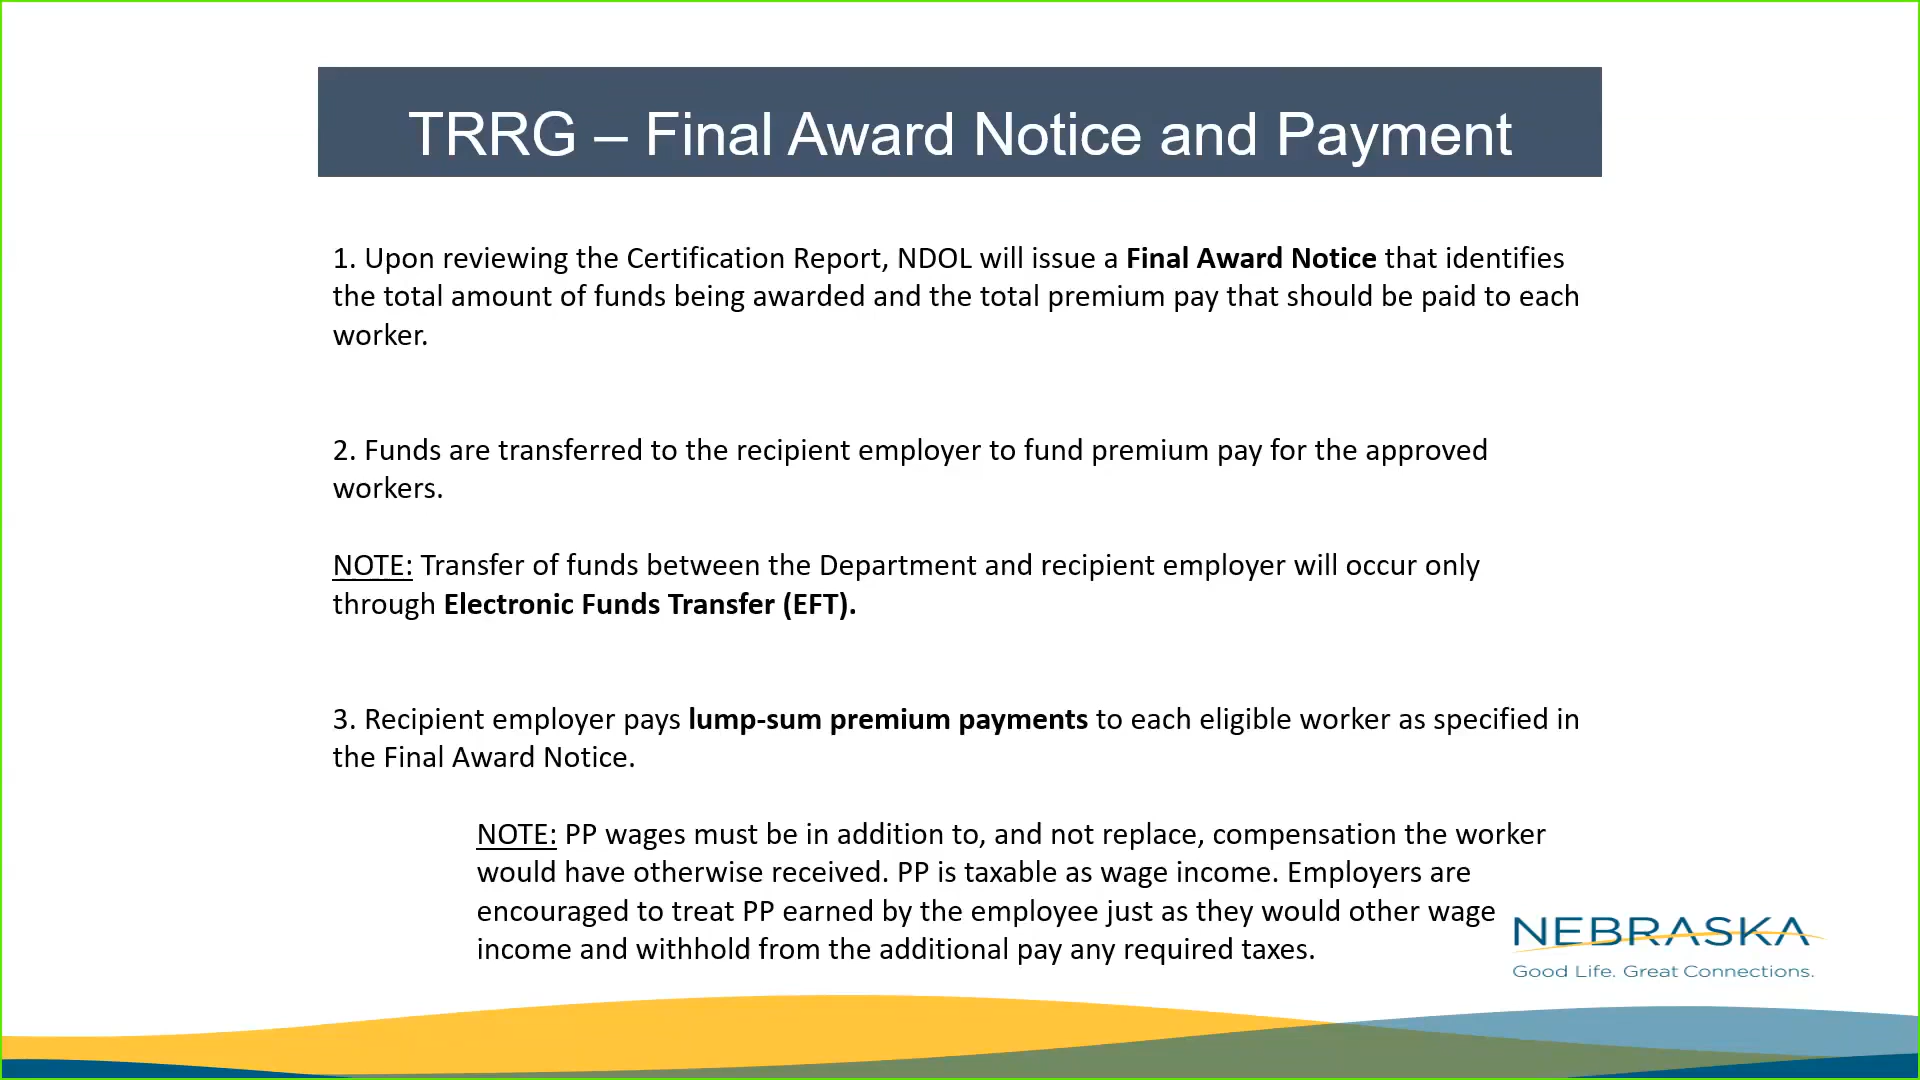 TRRG – Final Award Notice and Payment
1. Upon reviewing the Certification Report, NDOL will issue a Final Award Notice that identifies
the total amount of funds being awarded and the total premium pay that should be paid to each
worker.
2. Funds are transferred to the recipient employer to fund premium pay for the approved
workers.
NOTE: Transfer of funds between the Department and recipient employer will occur only
through Electronic Funds Transfer (EFT).
3. Recipient employer pays lump-sum premium payments to each eligible worker as specified in
the Final Award Notice.
NOTE: PP wages must be in addition to, and not replace, compensation the worker
would have otherwise received. PP is taxable as wage income. Employers are
encouraged to treat PP earned by the employee just as they would other wage
income and withhold from the additional pay any required taxes.
NEBRASKA
Good Life. Great Connections.